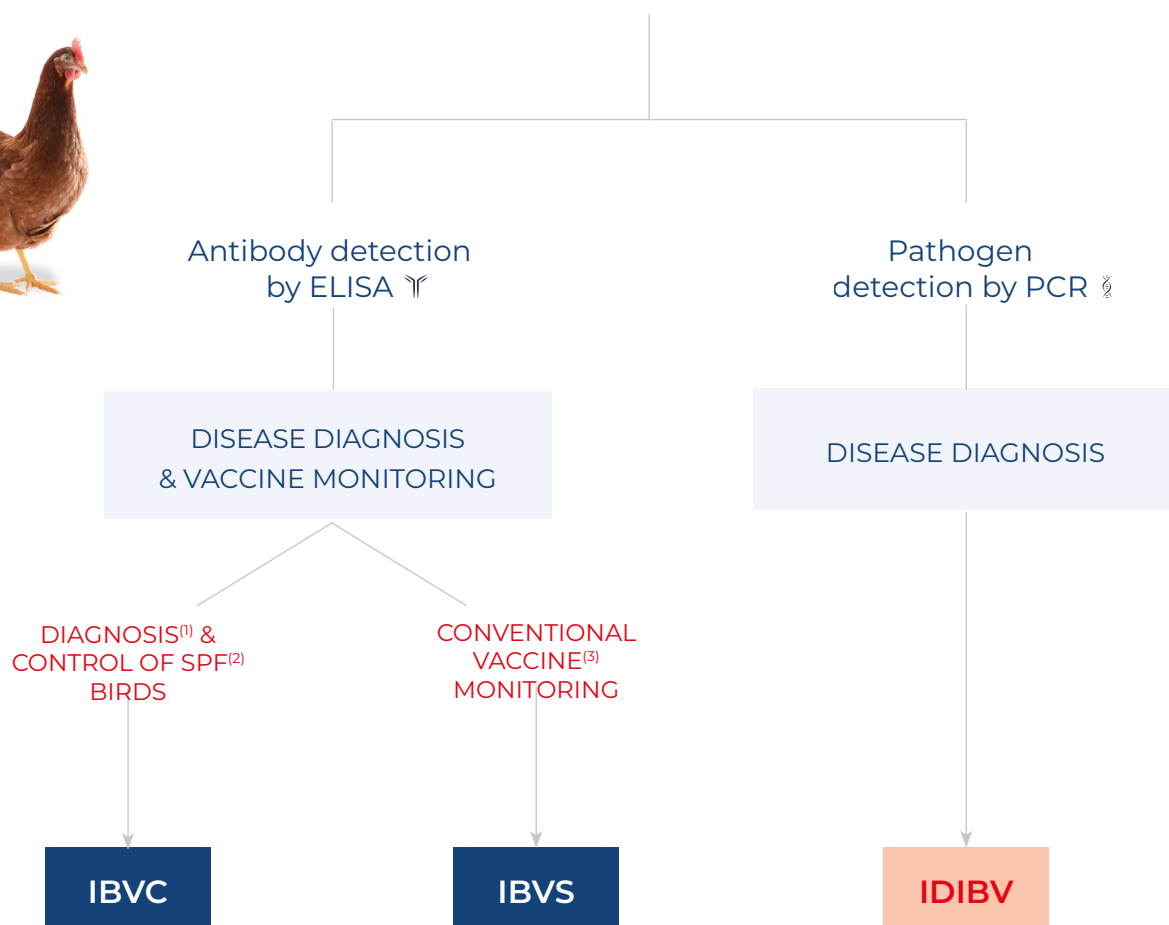 Antibody detection
by ELISA
Pathogen
detection by PCR
DISEASE DIAGNOSIS
& VACCINE MONITORING
DISEASE DIAGNOSIS
DIAGNOSIS(1) &
CONTROL OF SPF(2)
BIRDS
CONVENTIONAL
VACCINE(3)
MONITORING
IBVC
IBVS
IDIBV